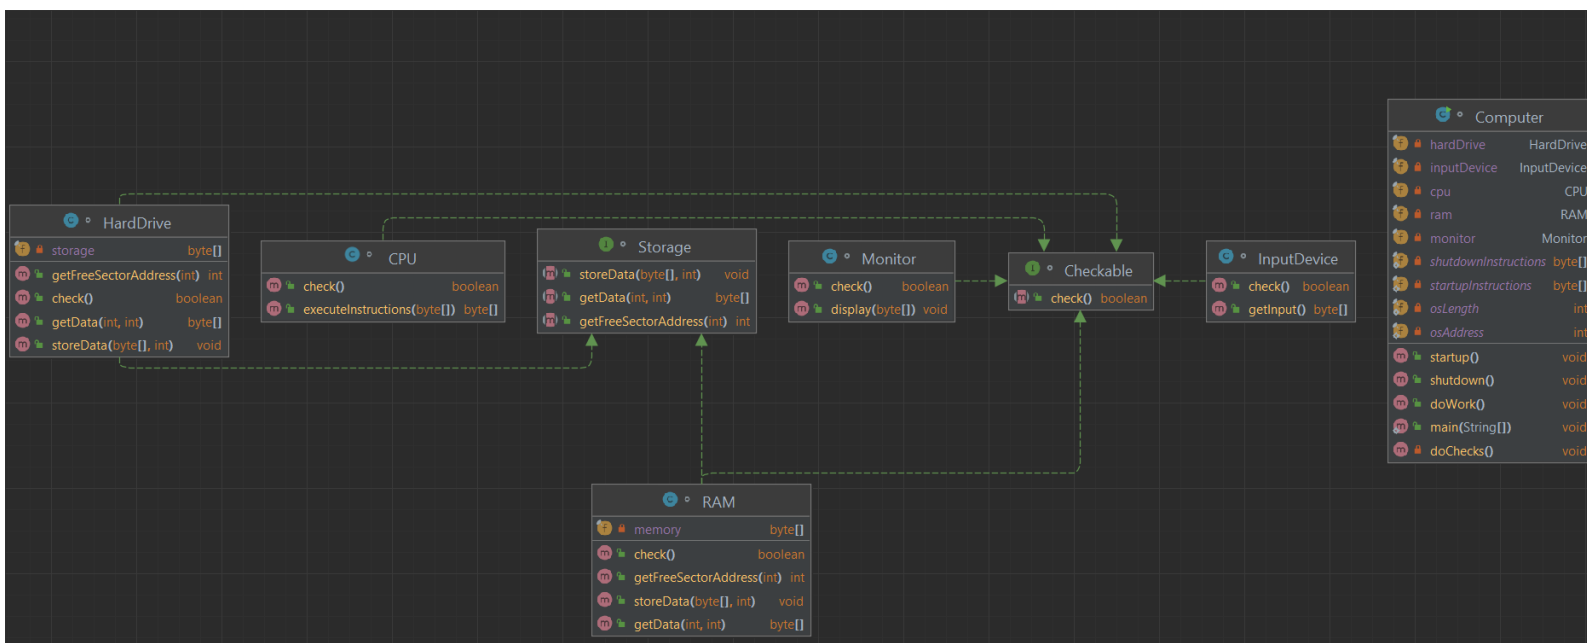 HardDrive
storage byte[]
getFreeSectorAddress(int) int
check() boolean
getData(int, int) byte[]
storeData(byte[], int) void
CPU
check() boolean
executeInstructions(byte[]) byte[]
Storage
storeData(byte[], int) void
getData(int, int) byte[]
getFreeSectorAddress(int) int
Monitor
check() boolean
display(byte[]) void
Checkable
check() boolean
InputDevice
check() boolean
getInput() byte[]
Computer
hardDrive HardDrive
inputDevice InputDevice
cpu CPU
ram RAM
monitor Monitor
shutdownInstructions byte[]
startupInstructions byte[]
osLength int
osAddress int
startup() void
shutdown() void
doWork() void
main(String[]) void
doChecks() void
RAM
memory byte[]
check() boolean
getFreeSectorAddress(int) int
storeData(byte[], int) void
getData(int, int) byte[]